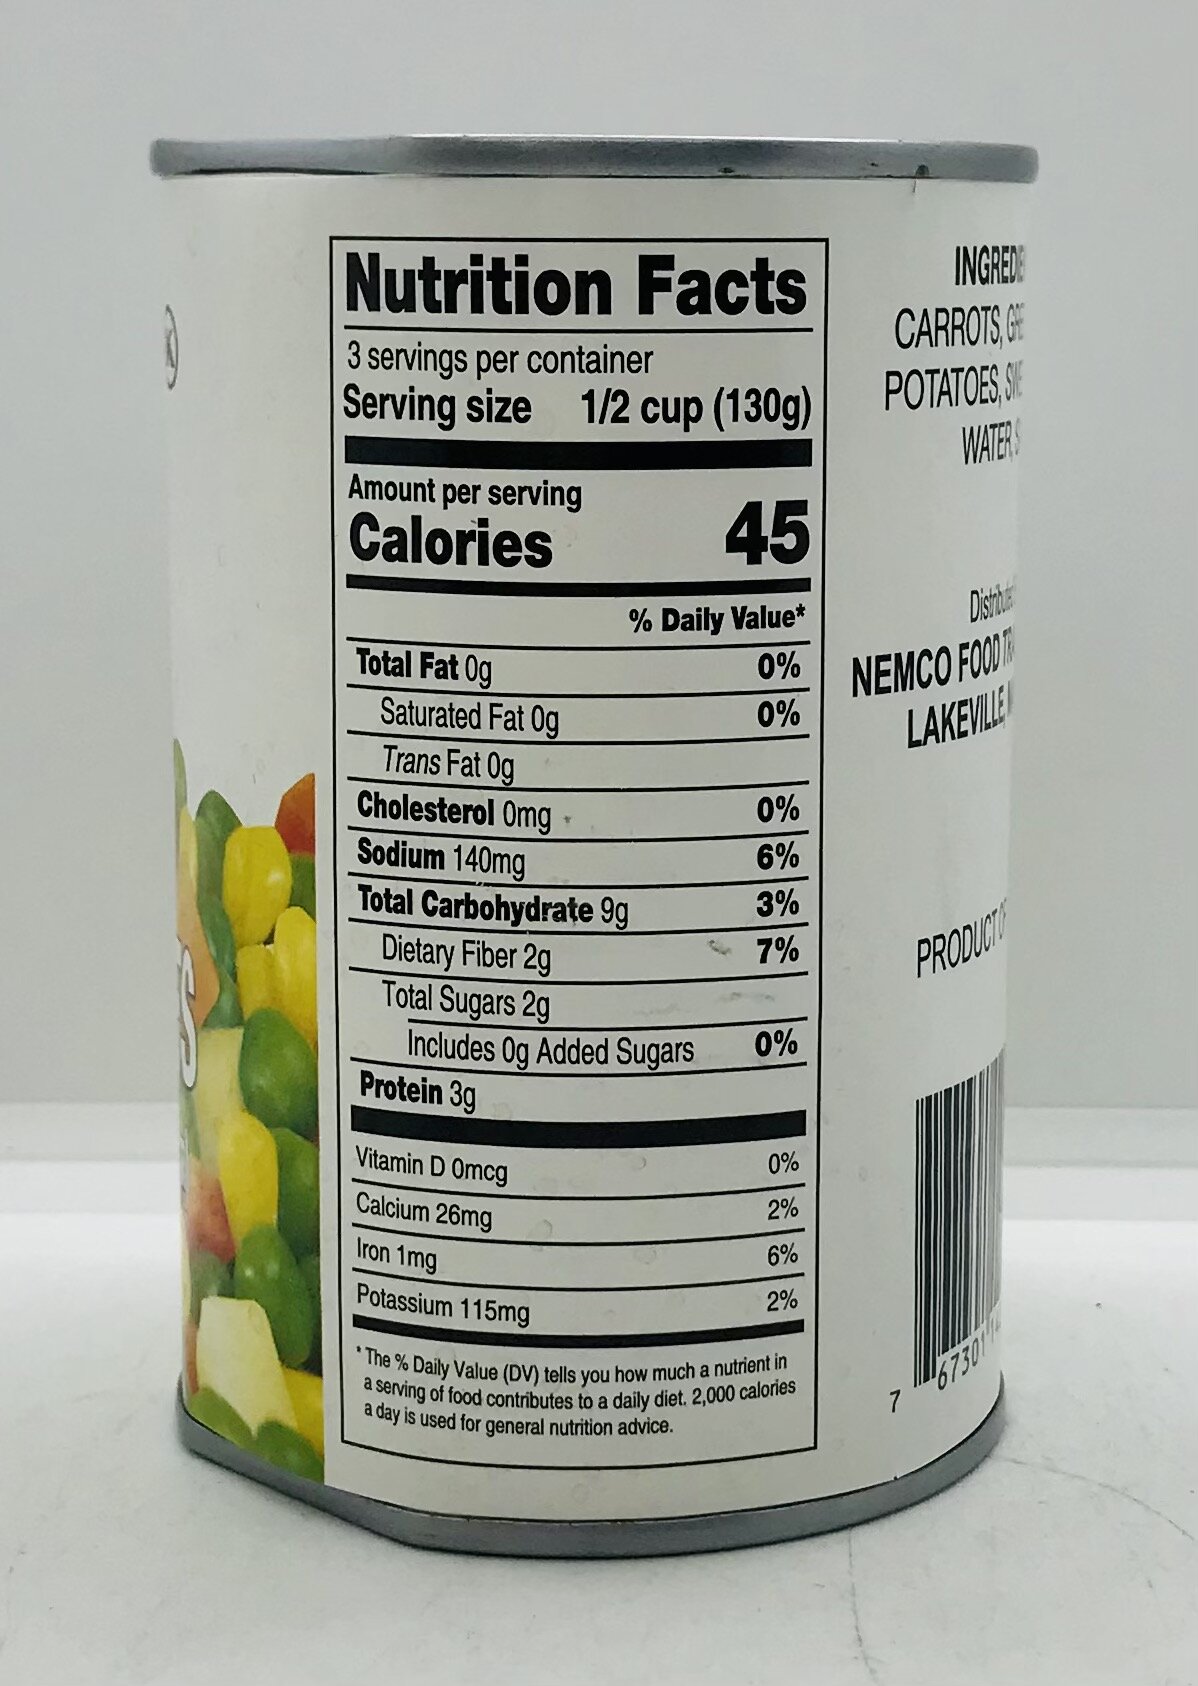 K
Nutrition Facts
3 servings per container
Serving size 1/2 cup (130g)
Amount per serving
Calories 45
% Daily Value*
Total Fat 0g 0%
Saturated Fat 0g 0%
Trans Fat 0g
Cholesterol 0mg 0%
Sodium 140mg 6%
Total Carbohydrate 9g 3%
Dietary Fiber 2g 7%
Total Sugars 2g
Includes 0g Added Sugars 0%
Protein 3g
Vitamin D 0mcg 0%
Calcium 26mg 2%
Iron 1mg 6%
Potassium 115mg 2%
* The % Daily Value (DV) tells you how much a nutrient in
a serving of food contributes to a daily diet. 2,000 calories
a day is used for general nutrition advice.
CARROTS,
POTATOES,
WATER,
NEMCO FOOD
LAKEVILLE,
PRODUCT
7 67301